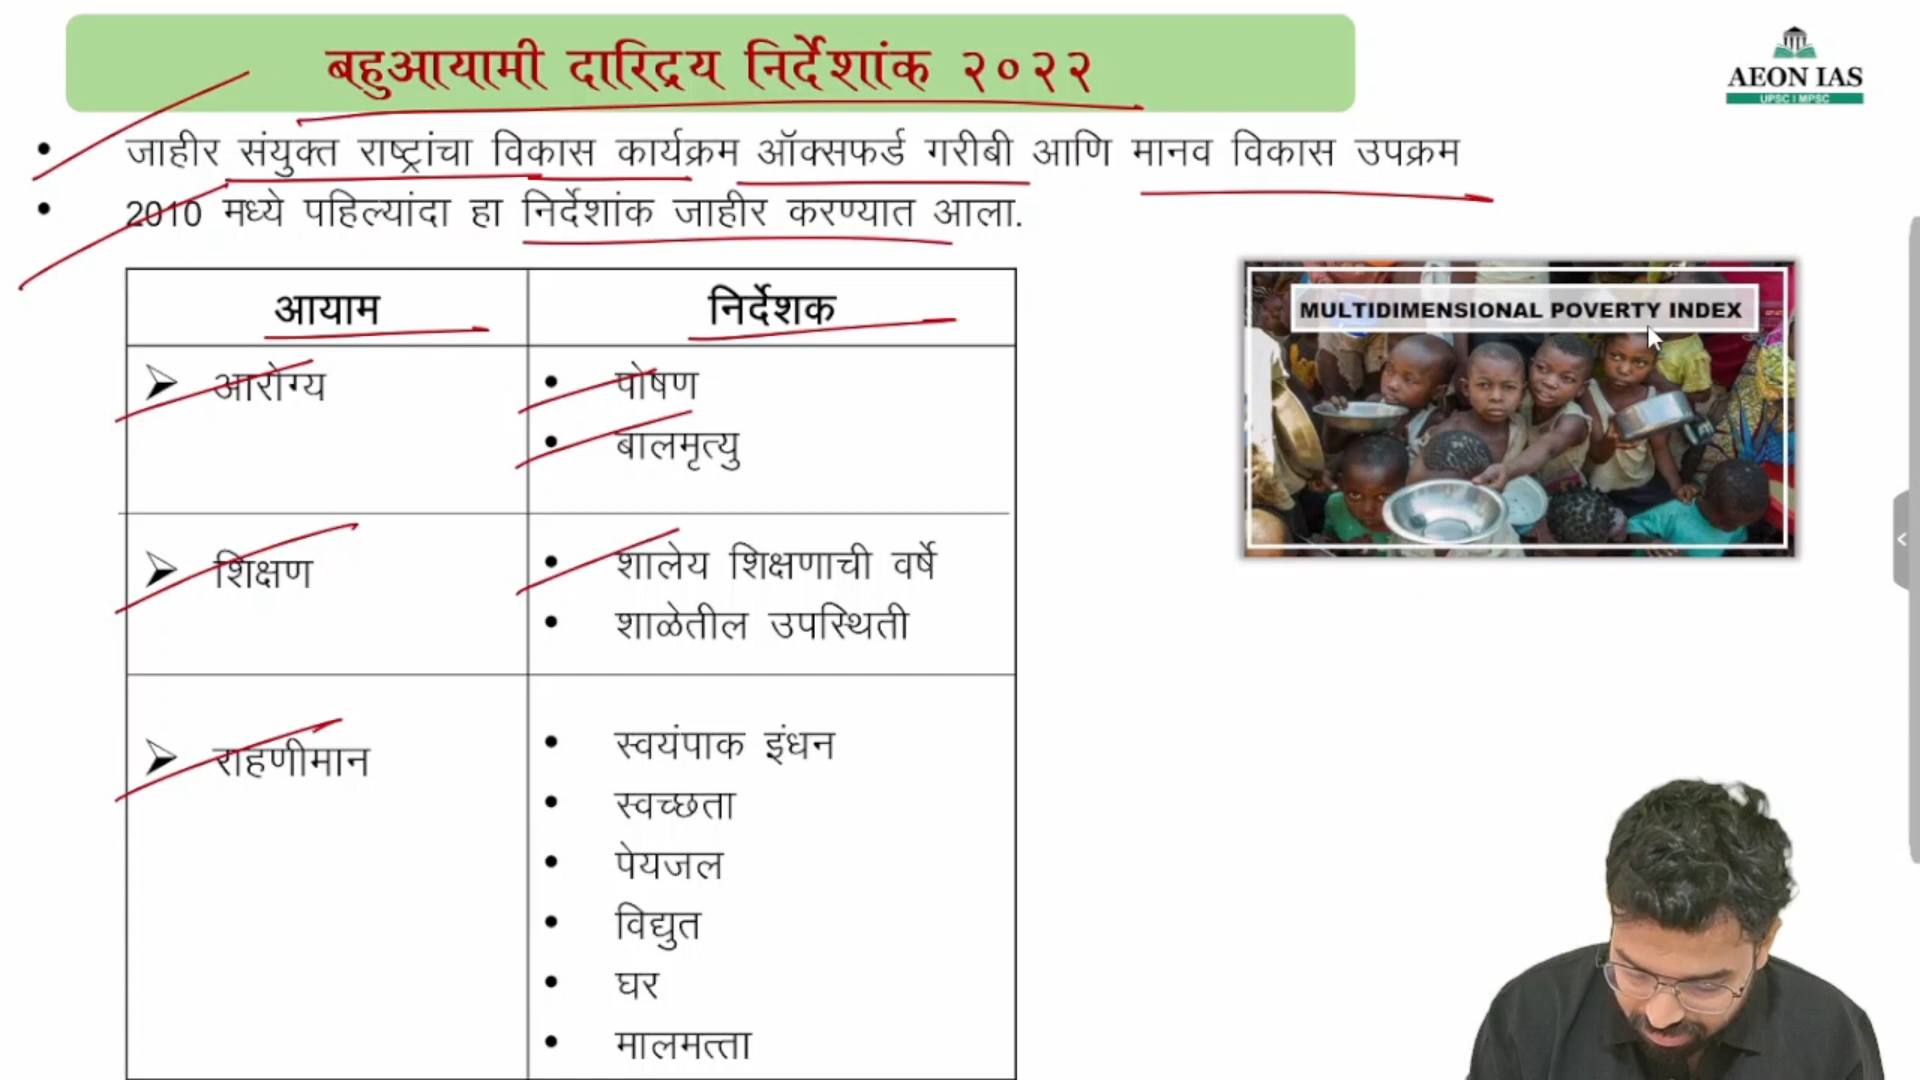 बहुआयामी दारिद्रय निर्देशांक २०२२
AEON IAS
UPSC | MPSC
• जाहीर संयुक्त राष्ट्रांचा विकास कार्यक्रम ऑक्सफर्ड गरीबी आणि मानव विकास उपक्रम
• 2010 मध्ये पहिल्यांदा हा निर्देशांक जाहीर करण्यात आला.
आयाम निर्देशक
➢ आरोग्य • पोषण
• बालमृत्यु
➢ शिक्षण • शालेय शिक्षणाची वर्षे
• शाळेतील उपस्थिती
➢ राहणीमान • स्वयंपाक इंधन
• स्वच्छता
• पेयजल
• विद्युत
• घर
• मालमत्ता
MULTIDIMENSIONAL POVERTY INDEX